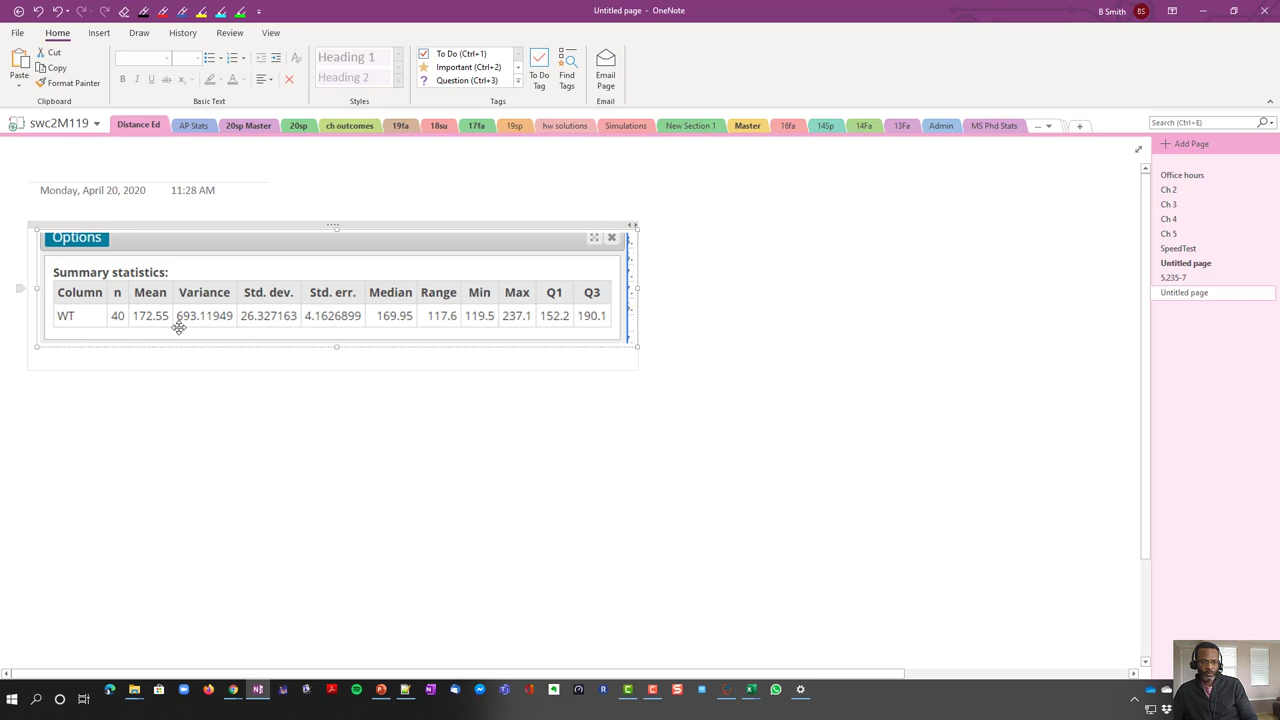 Untitled page - OneNote
B Smith
BS
File Home Insert Draw History Review View
Cut
Copy
Format Painter
Paste
Clipboard
Basic Text
Heading 1
Heading 2
Styles
To Do (Ctrl+1)
Important (Ctrl+2)
Question (Ctrl+3)
To Do Tag
Find Tags
Tags
Email Page
Email
swc2M119
Distance Ed AP Stats 20sp Master 20sp ch outcomes 19fa 18su 17fa 19sp hw solutions Simulations New Section 1 Master 16fa 14Sp 14Fa 13Fa Admin MS Phd Stats
Search (Ctrl+E)
Add Page
Office hours
Ch 2
Ch 3
Ch 4
Ch 5
SpeedTest
Untitled page
5.235-7
Untitled page
Monday, April 20, 2020 11:28 AM
Options
Summary statistics:
Column n Mean Variance Std. dev. Std. err. Median Range Min Max Q1 Q3
WT 40 172.55 693.11949 26.327163 4.1626899 169.95 117.6 119.5 237.1 152.2 190.1